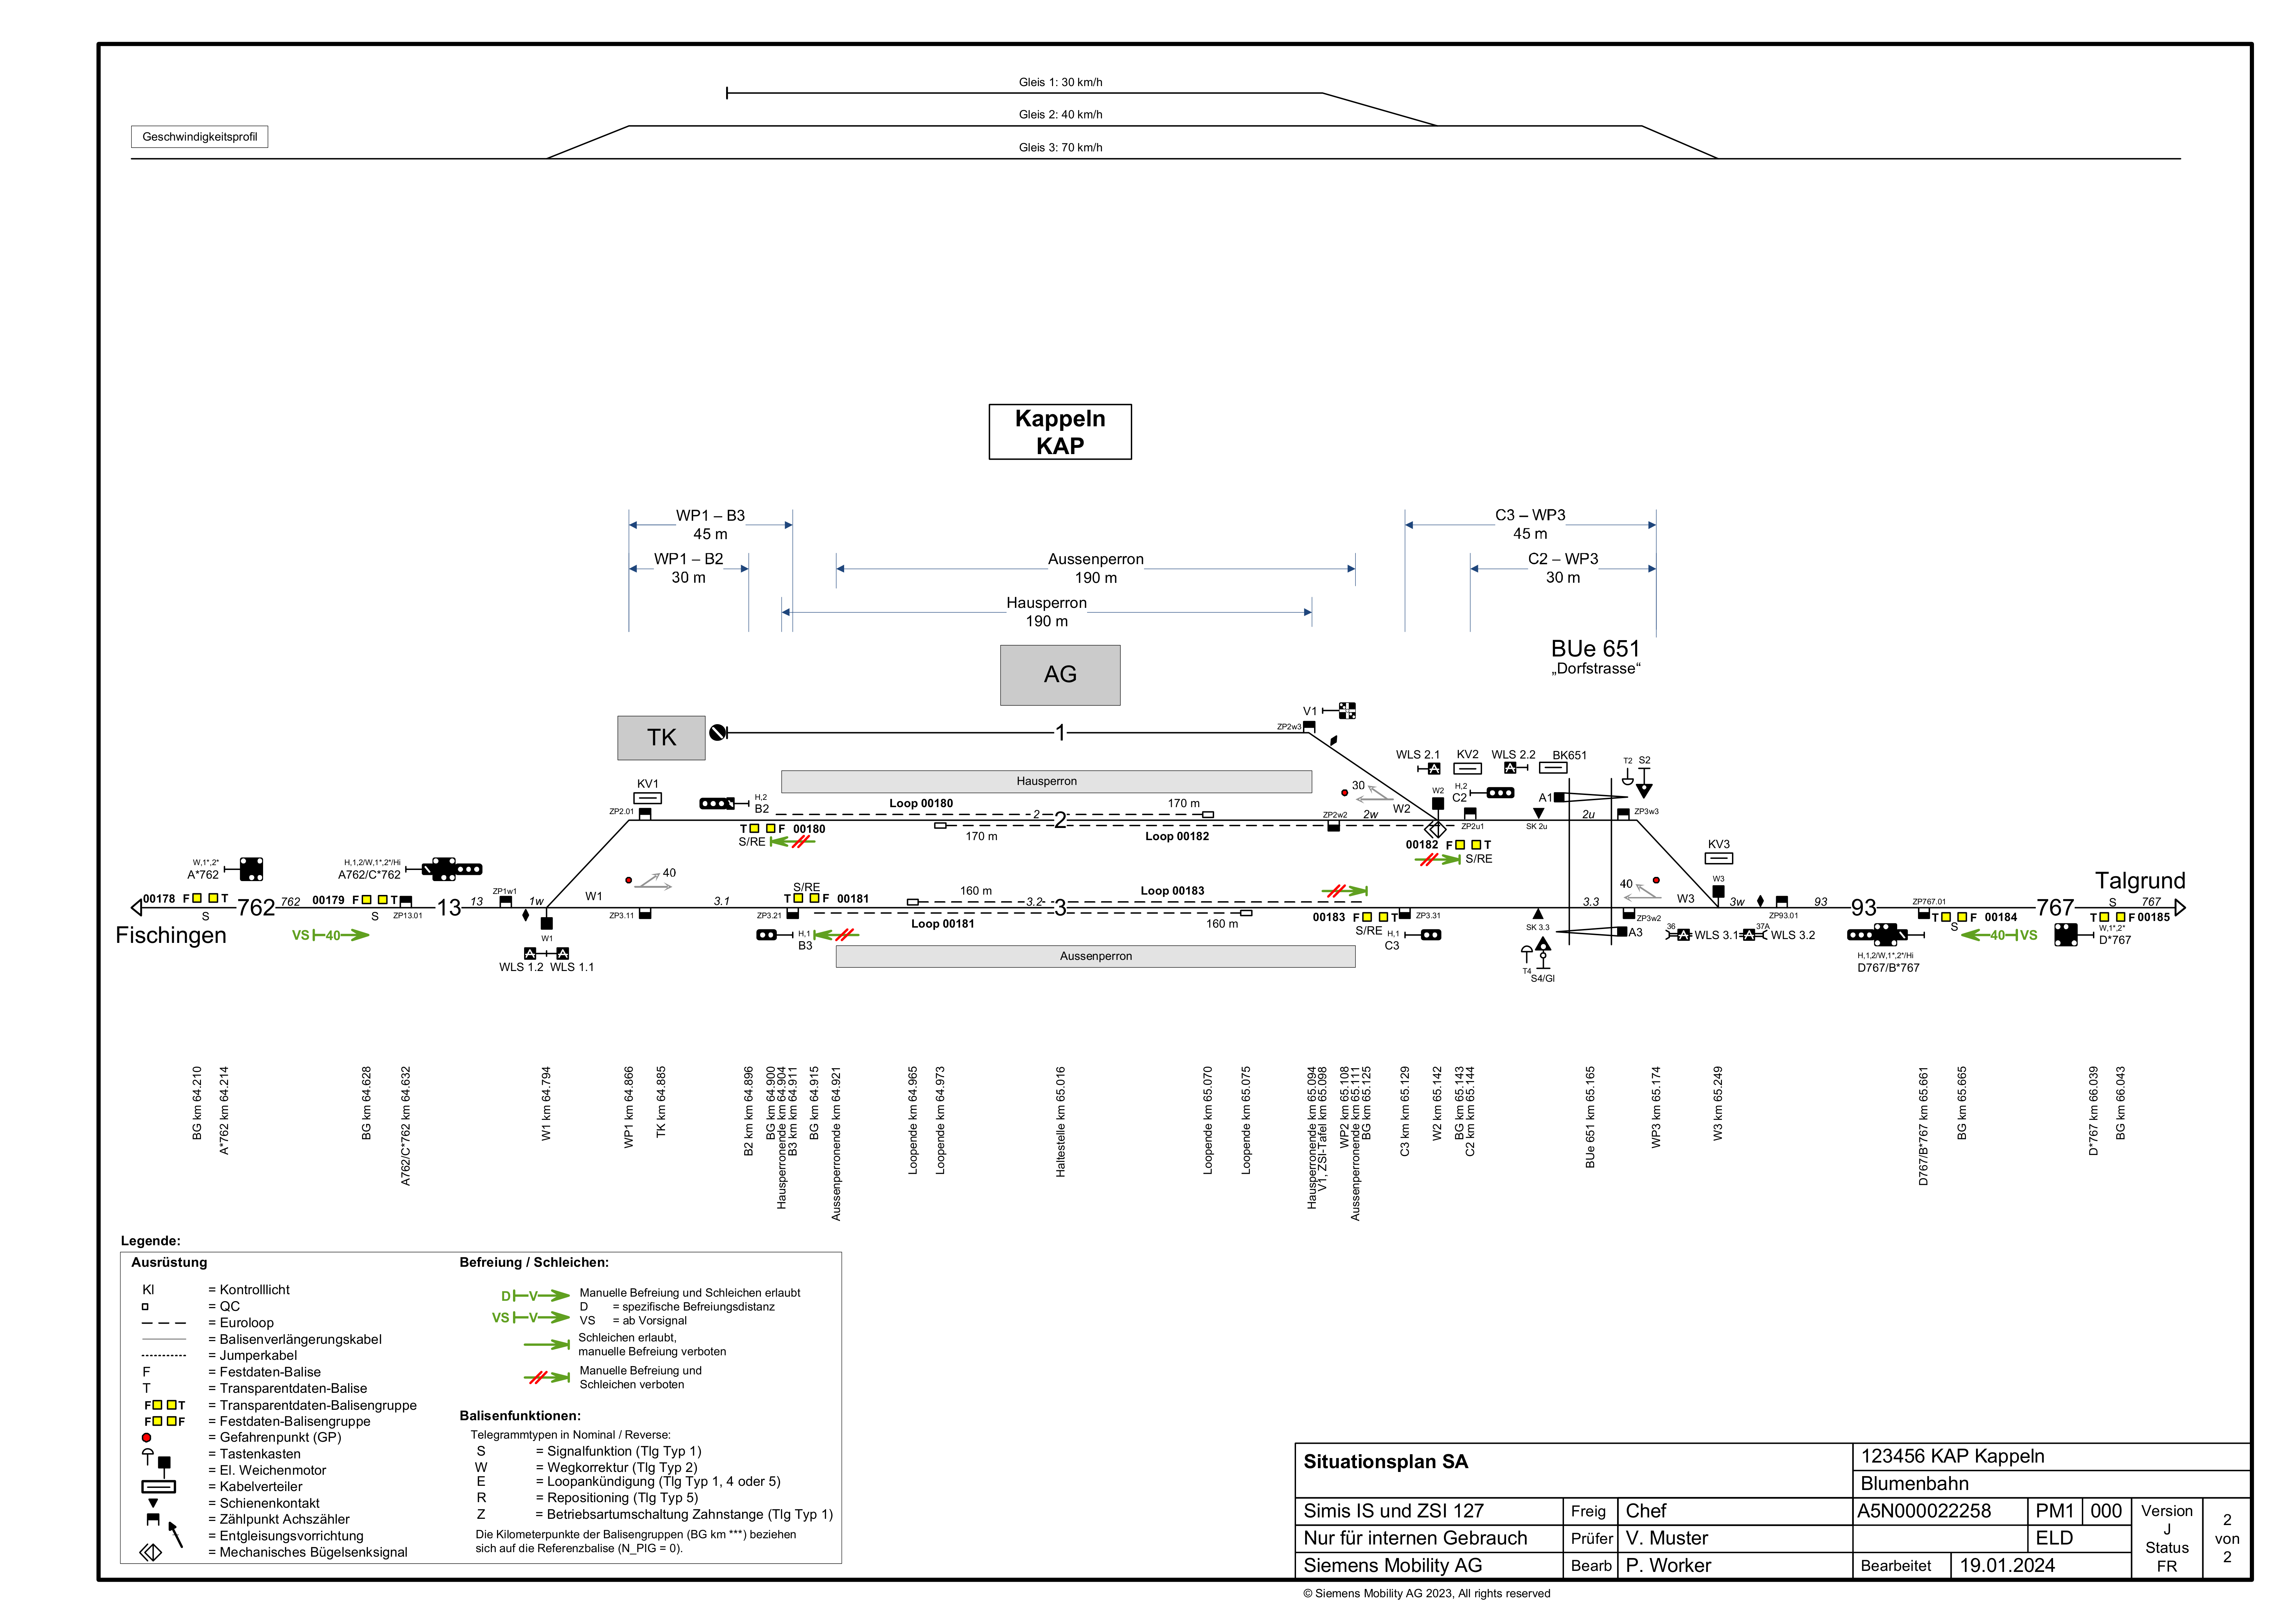 Gleis 1: 30 km/h
Gleis 2: 40 km/h
Geschwindigkeitsprofil
Gleis 3: 70 km/h
Kappeln
KAP
WP1 – B3
45 m
C3 – WP3
45 m
WP1 – B2
30 m
Aussenperron
190 m
C2 – WP3
30 m
Hausperron
190 m
BUe 651
„Dorfstrasse“
AG
TK
1
V1
ZP2w3
WLS 2.1
KV2
WLS 2.2
BK651
T2
S2
KV1
Hausperron
30
W2
H,2
B2
Loop 00180
170 m
W2
H,2
C2
A1
ZP2.01
2
2
2w
ZP2w2
ZP2u1
SK 2u
2u
ZP3w3
T
F
00180
S/RE
170 m
Loop 00182
00182
F
T
S/RE
KV3
W,1*,2*
A*762
H,1,2/W,1*,2*/Hi
A762/C*762
40
W1
S/RE
160 m
Loop 00183
40
W3
W3
Talgrund
00178
F
T
S
762
762
00179
F
T
S
ZP13.01
13
13
ZP1w1
1w
W1
ZP3.11
3.1
T
F
00181
ZP3.21
3.2
3
Loop 00181
160 m
00183
F
T
S/RE
ZP3.31
3.3
SK 3.3
ZP3w2
3w
ZP93.01
93
93
ZP767.01
T
F
00184
S
767
S
767
T
F
00185
Fischingen
VS
40
H,1
B3
H,1
C3
A3
36
WLS 3.1
37A
WLS 3.2
40
VS
W,1*,2*
D*767
WLS 1.2
WLS 1.1
Aussenperron
T4
S4/Gl
H,1,2/W,1*,2*/Hi
D767/B*767
BG km 64.210
A*762 km 64.214
BG km 64.628
A762/C*762 km 64.632
W1 km 64.794
WP1 km 64.866
TK km 64.885
B2 km 64.896
BG km 64.900
Hausperronende km 64.904
B3 km 64.911
BG km 64.915
Aussenperronende km 64.921
Loopende km 64.965
Loopende km 64.973
Haltestelle km 65.016
Loopende km 65.070
Loopende km 65.075
Hausperronende km 65.094
V1, ZSI-Tafel km 65.098
WP2 km 65.108
Aussenperronende km 65.111
BG km 65.125
C3 km 65.129
W2 km 65.142
BG km 65.143
C2 km 65.144
BUe 651 km 65.165
WP3 km 65.174
W3 km 65.249
D767/B*767 km 65.661
BG km 65.665
D*767 km 66.039
BG km 66.043
Legende:
Ausrüstung
Kl = Kontrolllicht
= QC
= Euroloop
= Balisenverlängerungskabel
= Jumperkabel
F = Festdaten-Balise
T = Transparentdaten-Balise
F T = Transparentdaten-Balisengruppe
F F = Festdaten-Balisengruppe
= Gefahrenpunkt (GP)
= Tastenkasten
= El. Weichenmotor
= Kabelverteiler
= Schienenkontakt
= Zählpunkt Achszähler
= Entgleisungsvorrichtung
= Mechanisches Bügelsenksignal
Befreiung / Schleichen:
D V Manuelle Befreiung und Schleichen erlaubt
D = spezifische Befreiungsdistanz
VS V VS = ab Vorsignal
Schleichen erlaubt,
manuelle Befreiung verboten
Manuelle Befreiung und
Schleichen verboten
Balisenfunktionen:
Telegrammtypen in Nominal / Reverse:
S = Signalfunktion (Tlg Typ 1)
W = Wegkorrektur (Tlg Typ 2)
E = Loopankündigung (Tlg Typ 1, 4 oder 5)
R = Repositioning (Tlg Typ 5)
Z = Betriebsartumschaltung Zahnstange (Tlg Typ 1)
Die Kilometerpunkte der Balisengruppen (BG km ***) beziehen
sich auf die Referenzbalise (N_PIG = 0).
Situationsplan SA
123456 KAP Kappeln
Blumenbahn
Simis IS und ZSI 127
Freig
Chef
A5N000022258
PM1
000
Version
J
Status
FR
2
von
2
Nur für internen Gebrauch
Prüfer
V. Muster
ELD
Siemens Mobility AG
Bearb
P. Worker
Bearbeitet
19.01.2024
© Siemens Mobility AG 2023, All rights reserved